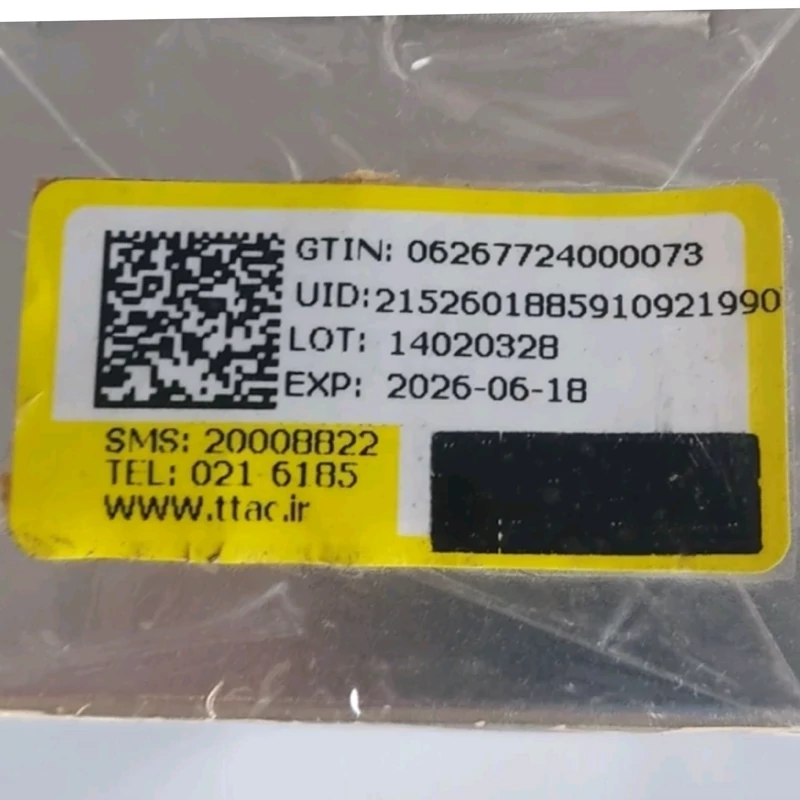 GTIN: 06267724000073
UID:2152601885910921990
LOT: 14020328
EXP: 2026-06-18
SMS: 20008822
TEL: 021 6185
WWW.ttac.ir